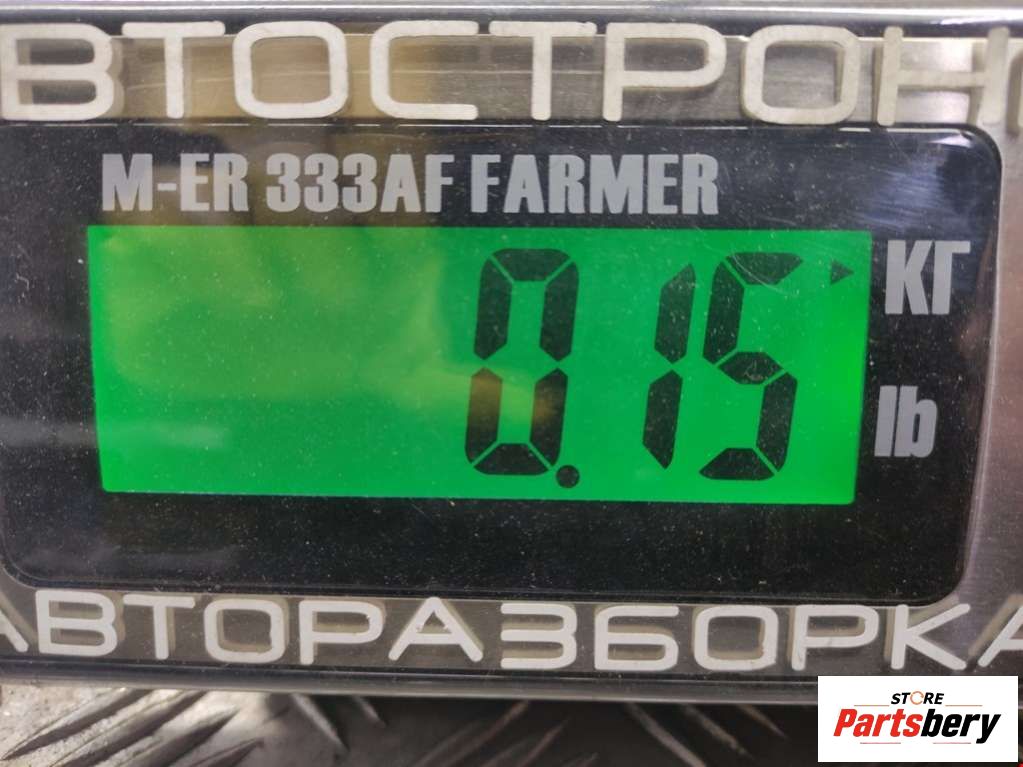 ВТОСТРОН
M-ER 333AF FARMER
0.15
КГ
lb
АВТОРАЗБОРКА
STORE
Partsbery